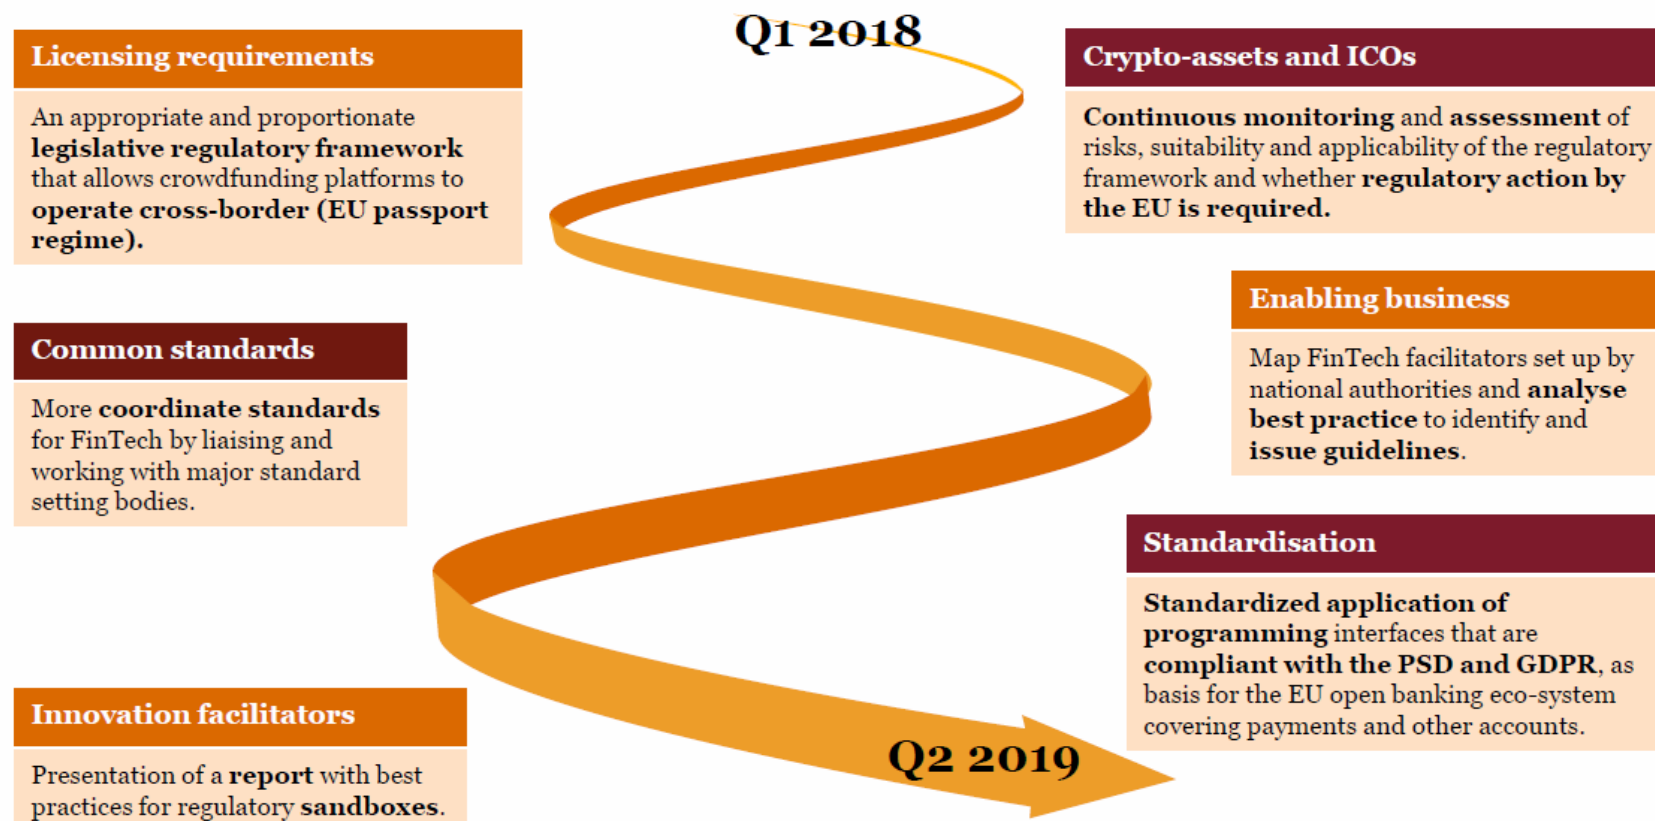 Q1 2018
Licensing requirements
An appropriate and proportionate
legislative regulatory framework
that allows crowdfunding platforms to
operate cross-border (EU passport
regime).
Crypto-assets and ICOs
Continuous monitoring and assessment of
risks, suitability and applicability of the regulatory
framework and whether regulatory action by
the EU is required.
Common standards
More coordinate standards
for FinTech by liaising and
working with major standard
setting bodies.
Enabling business
Map FinTech facilitators set up by
national authorities and analyse
best practice to identify and
issue guidelines.
Standardisation
Standardized application of
programming interfaces that are
compliant with the PSD and GDPR, as
basis for the EU open banking eco-system
covering payments and other accounts.
Innovation facilitators
Presentation of a report with best
practices for regulatory sandboxes.
Q2 2019